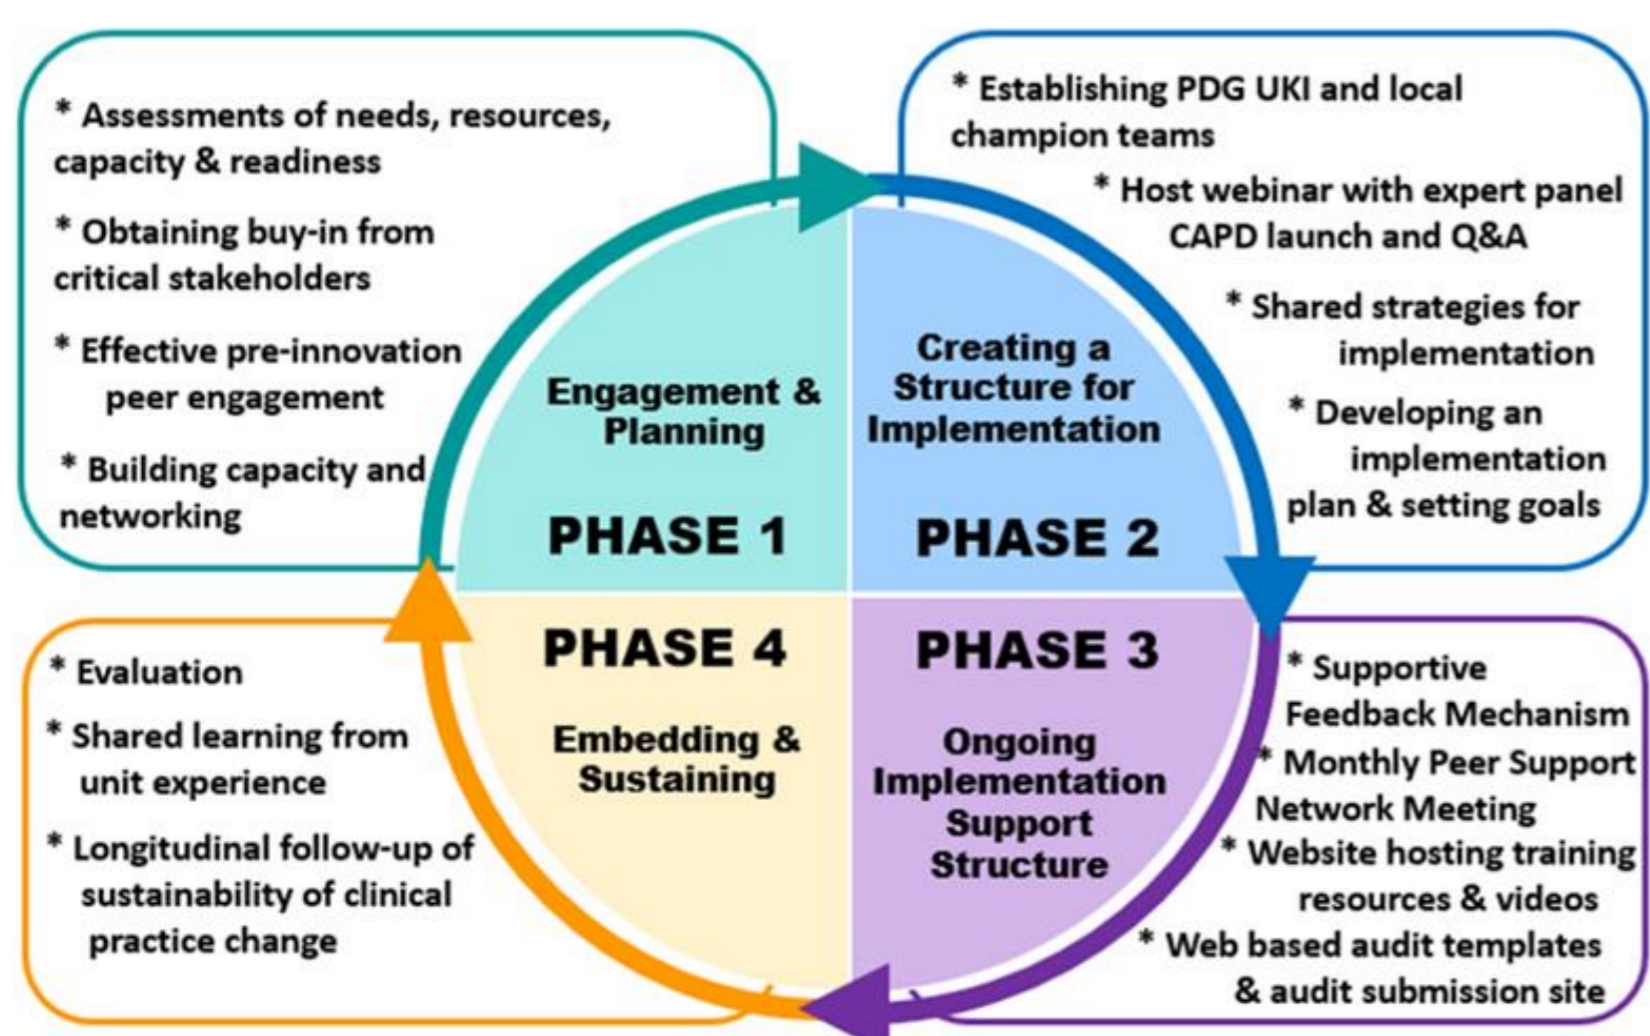 * Assessments of needs, resources,
capacity & readiness
* Obtaining buy-in from
critical stakeholders
* Effective pre-innovation
peer engagement
* Building capacity and
networking
Engagement &
Planning
PHASE 1
* Establishing PDG UKI and local
champion teams
* Host webinar with expert panel
CAPD launch and Q&A
* Shared strategies for
implementation
* Developing an
implementation
plan & setting goals
Creating a
Structure for
Implementation
PHASE 2
PHASE 3
Ongoing
Implementation
Support
Structure
* Supportive
Feedback Mechanism
* Monthly Peer Support
Network Meeting
* Website hosting training
resources & videos
* Web based audit templates
& audit submission site
PHASE 4
Embedding &
Sustaining
* Evaluation
* Shared learning from
unit experience
* Longitudinal follow-up of
sustainability of clinical
practice change